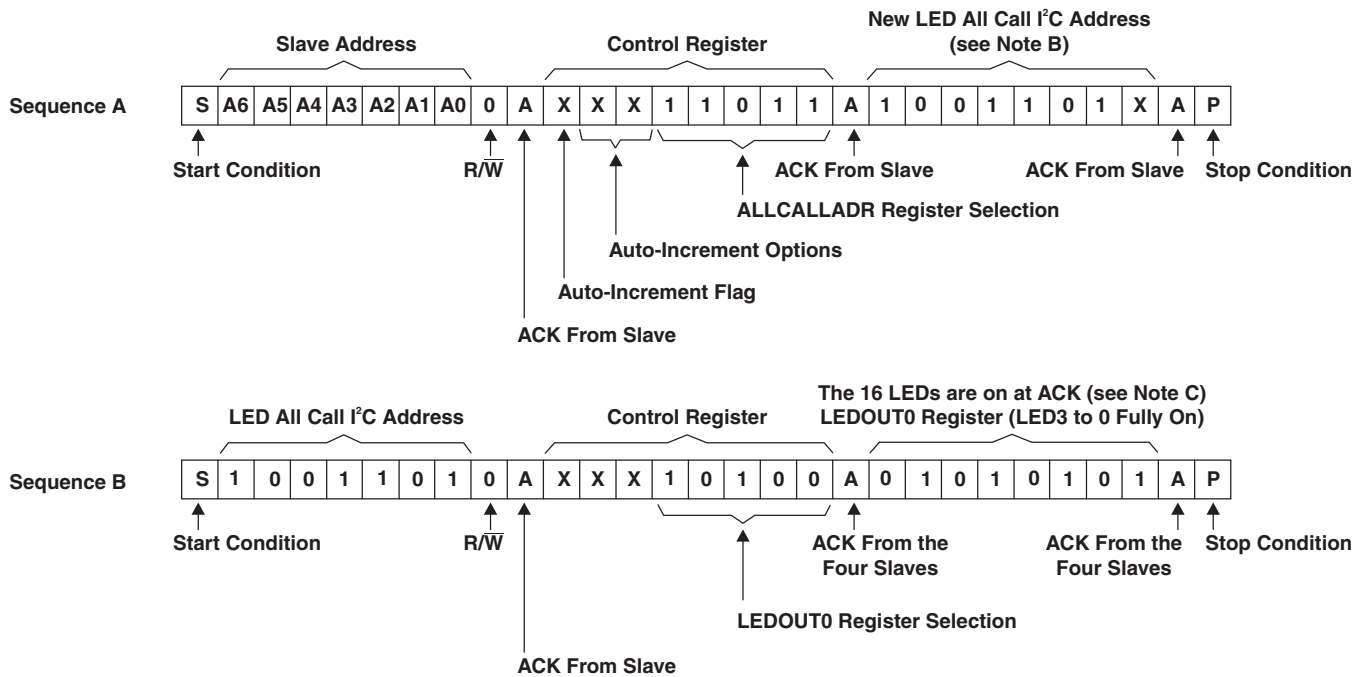 New LED All Call I²C Address
(see Note B)
Slave Address
Control Register
Sequence A
S A6 A5 A4 A3 A2 A1 A0 0 A X X X 1 1 0 1 1 A 1 0 0 1 1 0 1 X A P
Start Condition
R/W̅
ACK From Slave
ACK From Slave
Stop Condition
ALLCALLADR Register Selection
Auto-Increment Options
Auto-Increment Flag
ACK From Slave
The 16 LEDs are on at ACK (see Note C)
LEDOUT0 Register (LED3 to 0 Fully On)
LED All Call I²C Address
Control Register
Sequence B
S 1 0 0 1 1 0 1 0 A X X X 1 0 1 0 0 A 0 1 0 1 0 1 0 1 A P
Start Condition
R/W̅
ACK From the
Four Slaves
ACK From the
Four Slaves
Stop Condition
LEDOUT0 Register Selection
ACK From Slave